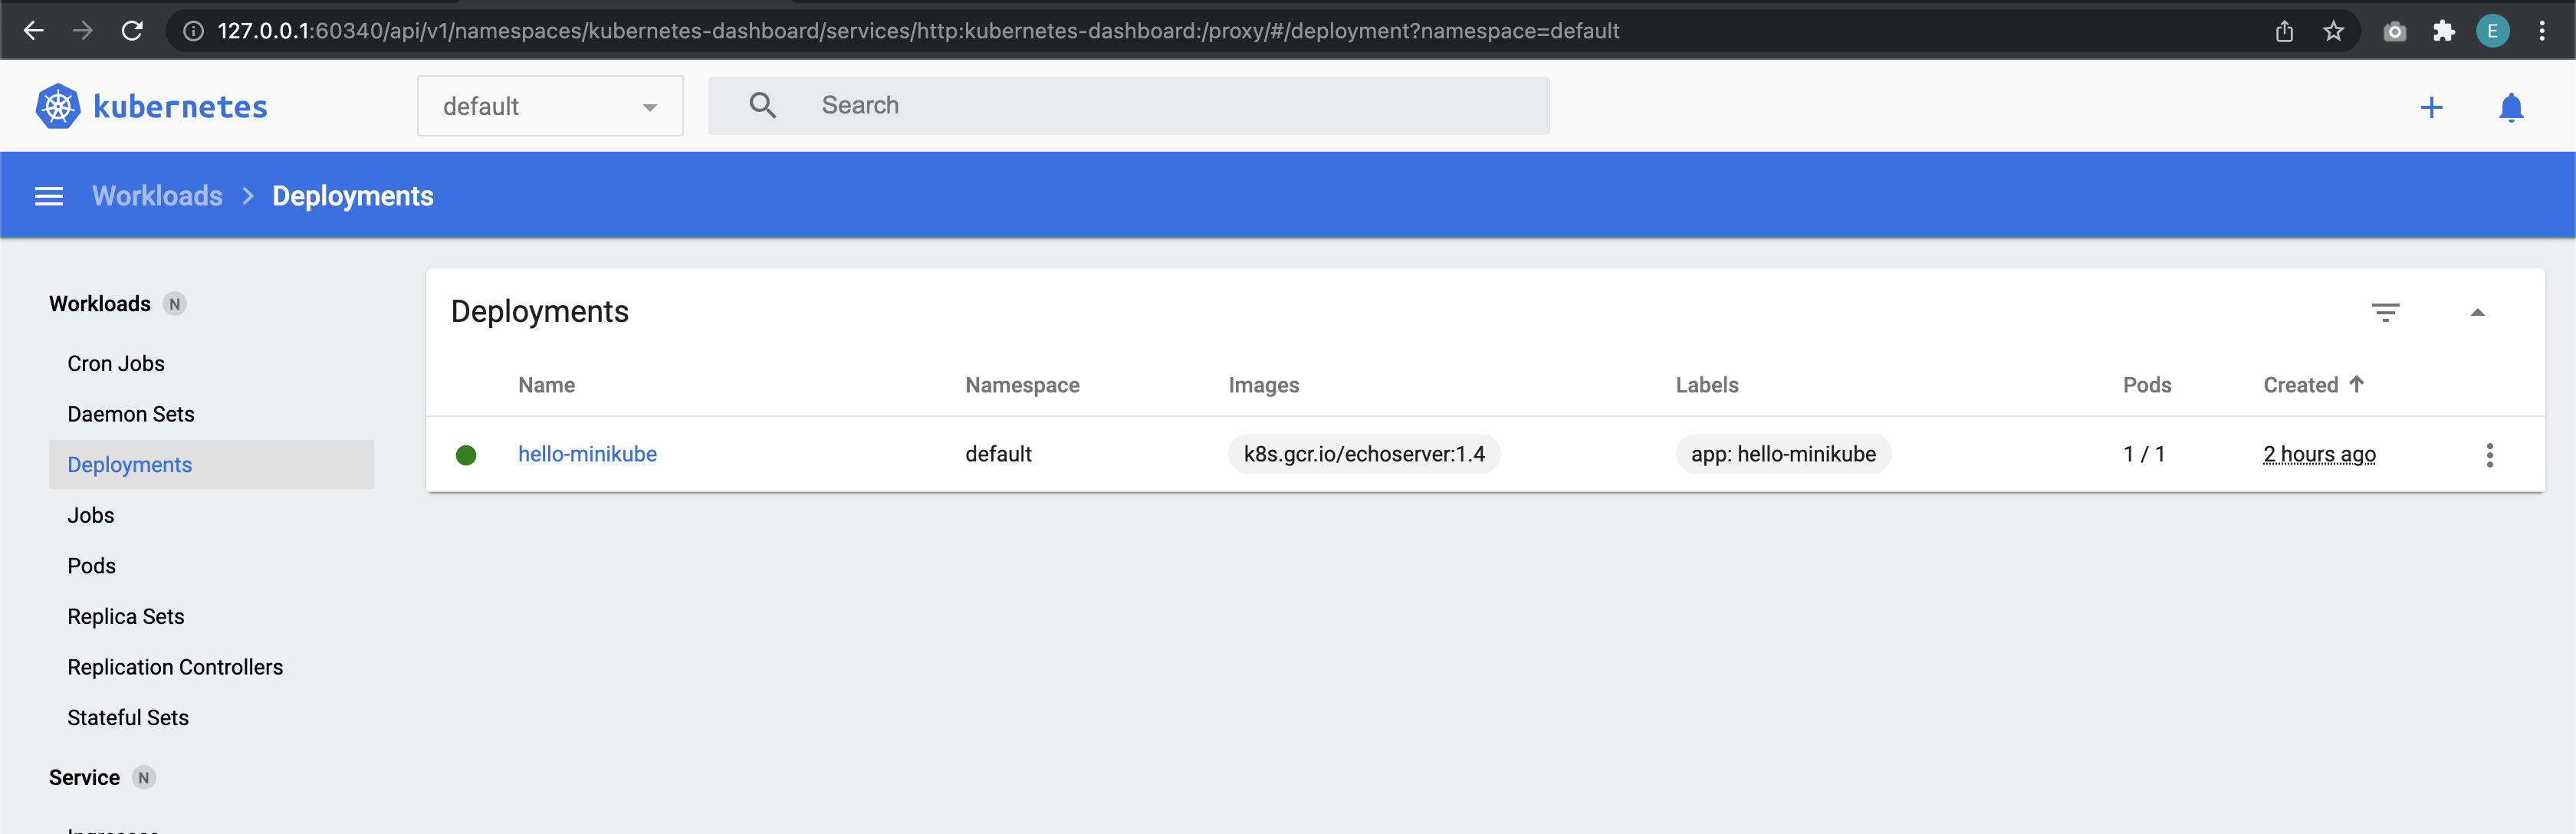 127.0.0.1:60340/api/v1/namespaces/kubernetes-dashboard/services/http:kubernetes-dashboard:/proxy/#/deployment?namespace=default
E
kubernetes
default
Search
Workloads
Deployments
Workloads N
Cron Jobs
Daemon Sets
Deployments
Jobs
Pods
Replica Sets
Replication Controllers
Stateful Sets
Service N
Deployments
Name Namespace Images Labels Pods Created
hello-minikube default k8s.gcr.io/echoserver:1.4 app: hello-minikube 1 / 1 2 hours ago